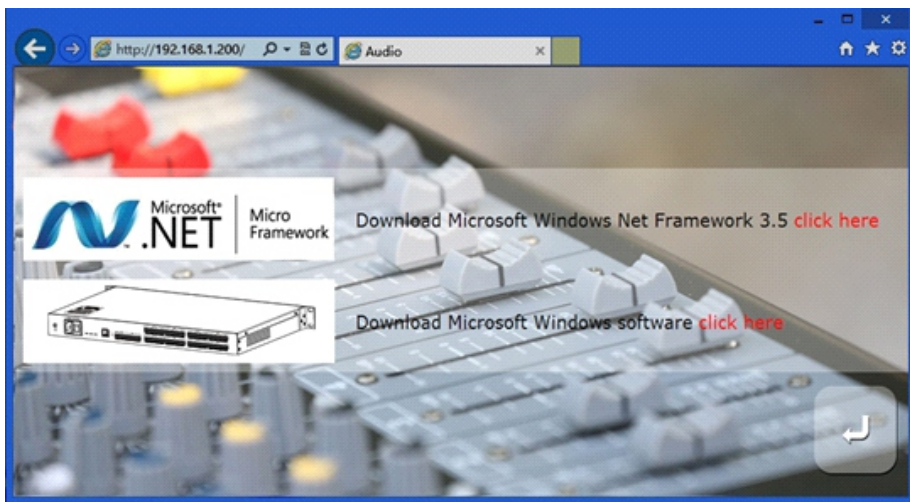 http://192.168.1.200/
Audio
Microsoft®
.NET
Micro
Framework
Download Microsoft Windows Net Framework 3.5 click here
Download Microsoft Windows software click here